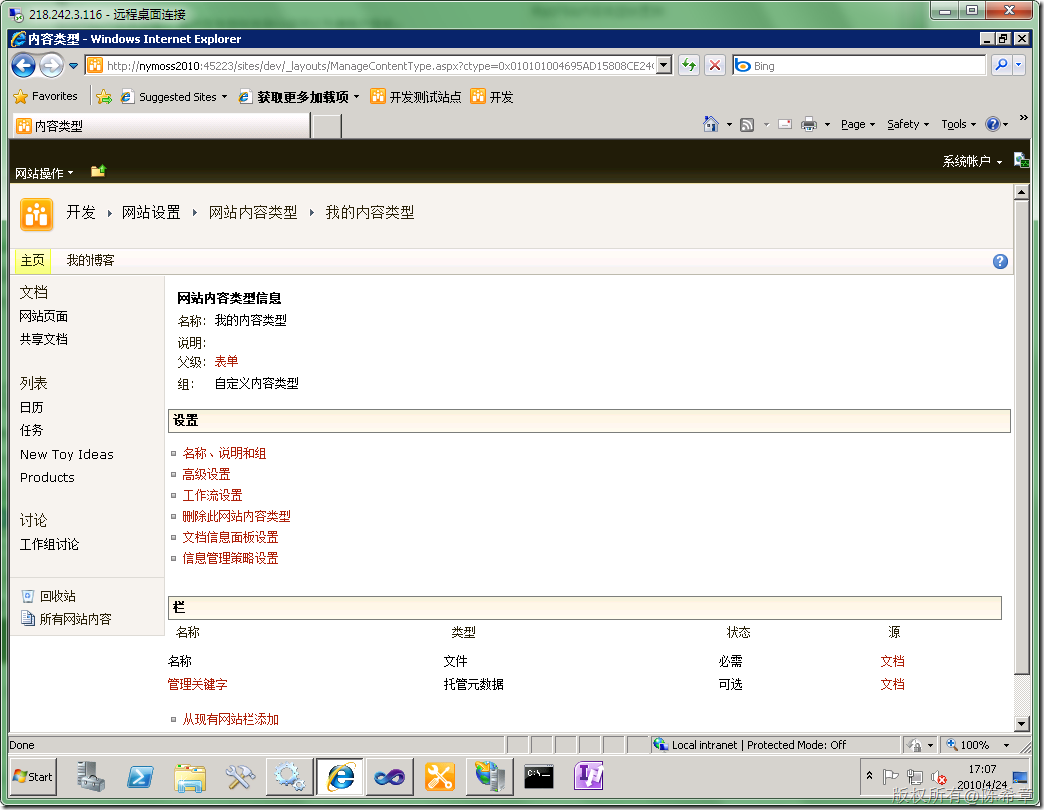 218.242.3.116 - 远程桌面连接
内容类型 - Windows Internet Explorer
http://nymoss2010:45223/sites/dev/_layouts/ManageContentType.aspx?ctype=0x010101004695AD15808CE24
Bing
Favorites Suggested Sites 获取更多加载项 开发测试站点 开发
内容类型
Page Safety Tools
网站操作 系统帐户
开发 网站设置 网站内容类型 我的内容类型
主页 我的博客
文档
网站页面
共享文档
列表
日历
任务
New Toy Ideas
Products
讨论
工作组讨论
回收站
所有网站内容
网站内容类型信息
名称: 我的内容类型
说明:
父级: 表单
组: 自定义内容类型
设置
名称、说明和组
高级设置
工作流设置
删除此网站内容类型
文档信息面板设置
信息管理策略设置
栏
名称 类型 状态 源
名称 文件 必需 文档
管理关键字 托管元数据 可选 文档
从现有网站栏添加
Done Local intranet | Protected Mode: Off 100%
Start
C:\
17:07
2010/4/24
版权所有@陈希章